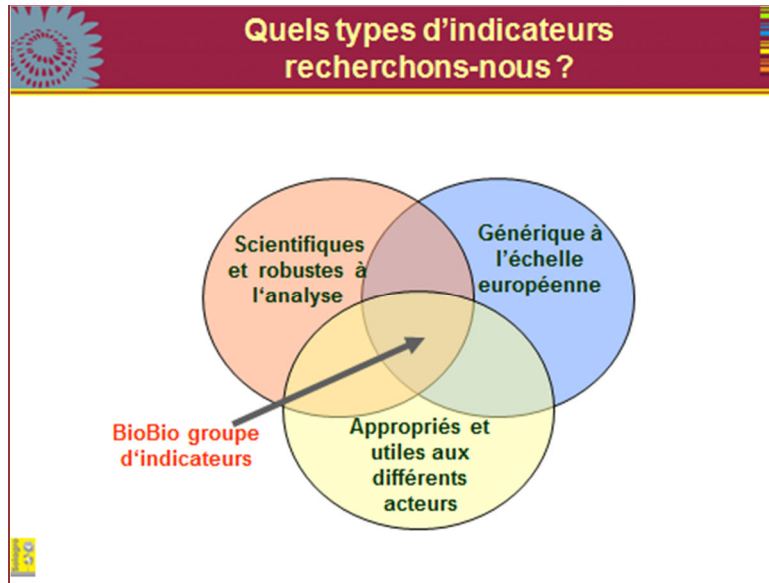 Quels types d'indicateurs
recherchons-nous ?
Scientifiques
et robustes à
l'analyse
Générique à
l'échelle
européenne
BioBio groupe
d'indicateurs
Appropriés et
utiles aux
différents
acteurs
Solagro